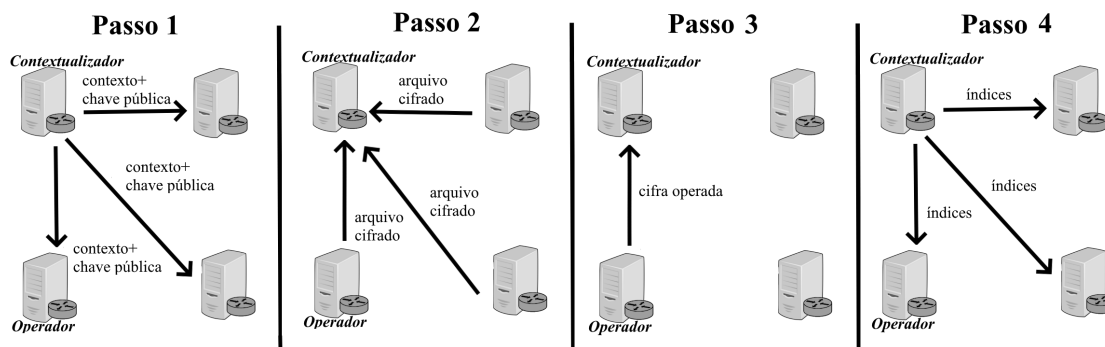 Passo 1
Contextualizador
contexto+
chave pública
contexto+
chave pública
contexto+
chave pública
Operador
Passo 2
Contextualizador
arquivo
cifrado
arquivo
cifrado
arquivo
cifrado
Operador
Passo 3
Contextualizador
cifra operada
Operador
Passo 4
Contextualizador
índices
índices
índices
Operador